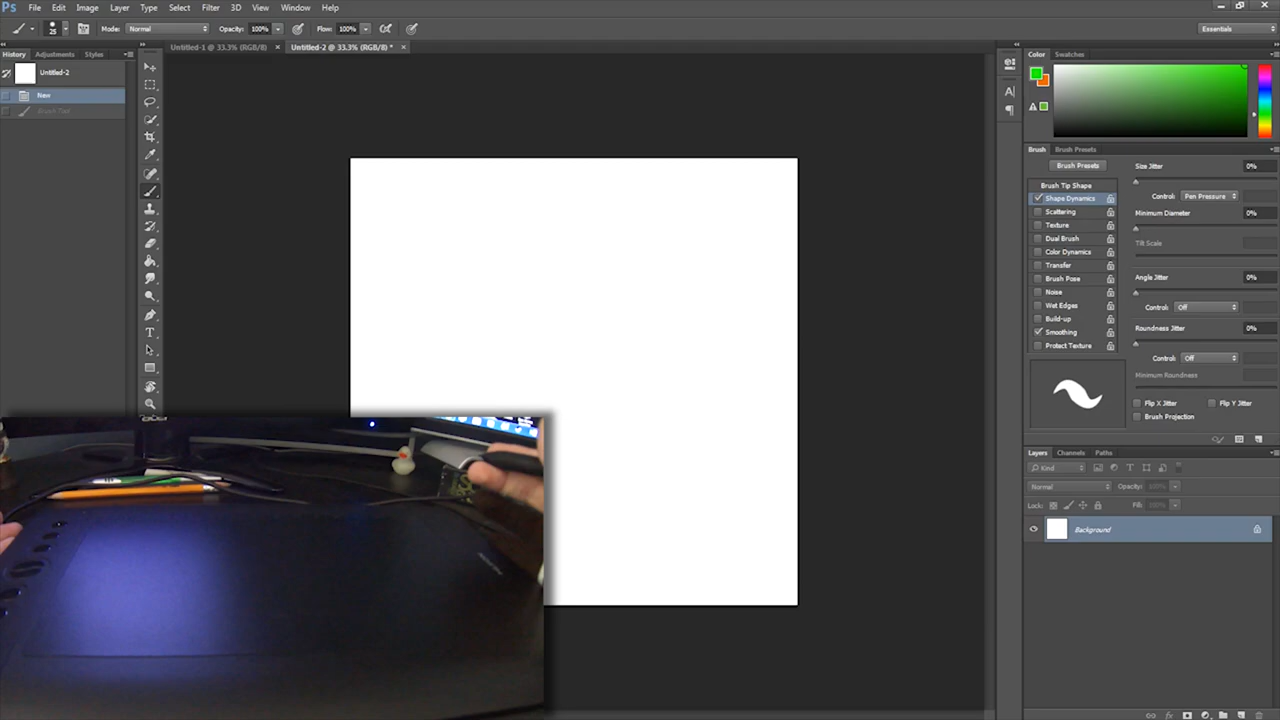 Ps File Edit Image Layer Type Select Filter 3D View Window Help
25 Mode: Normal Opacity: 100% Flow: 100% Essentials
Untitled-1 @ 33.3% (RGB/8) × Untitled-2 @ 33.3% (RGB/8) * ×
History Adjustments Styles
Untitled-2
New
Brush Tool
Color Swatches
Brush Brush Presets
Brush Presets Size Jitter 0%
Brush Tip Shape
Shape Dynamics Control: Pen Pressure
Scattering Minimum Diameter 0%
Texture
Dual Brush Tilt Scale
Color Dynamics
Transfer
Brush Pose Angle Jitter 0%
Noise
Wet Edges Control: Off
Build-up
Smoothing Roundness Jitter 0%
Protect Texture
Control: Off
Minimum Roundness
Flip X Jitter Flip Y Jitter
Brush Projection
Layers Channels Paths
Kind
Normal Opacity: 100%
Lock: Fill: 100%
Background